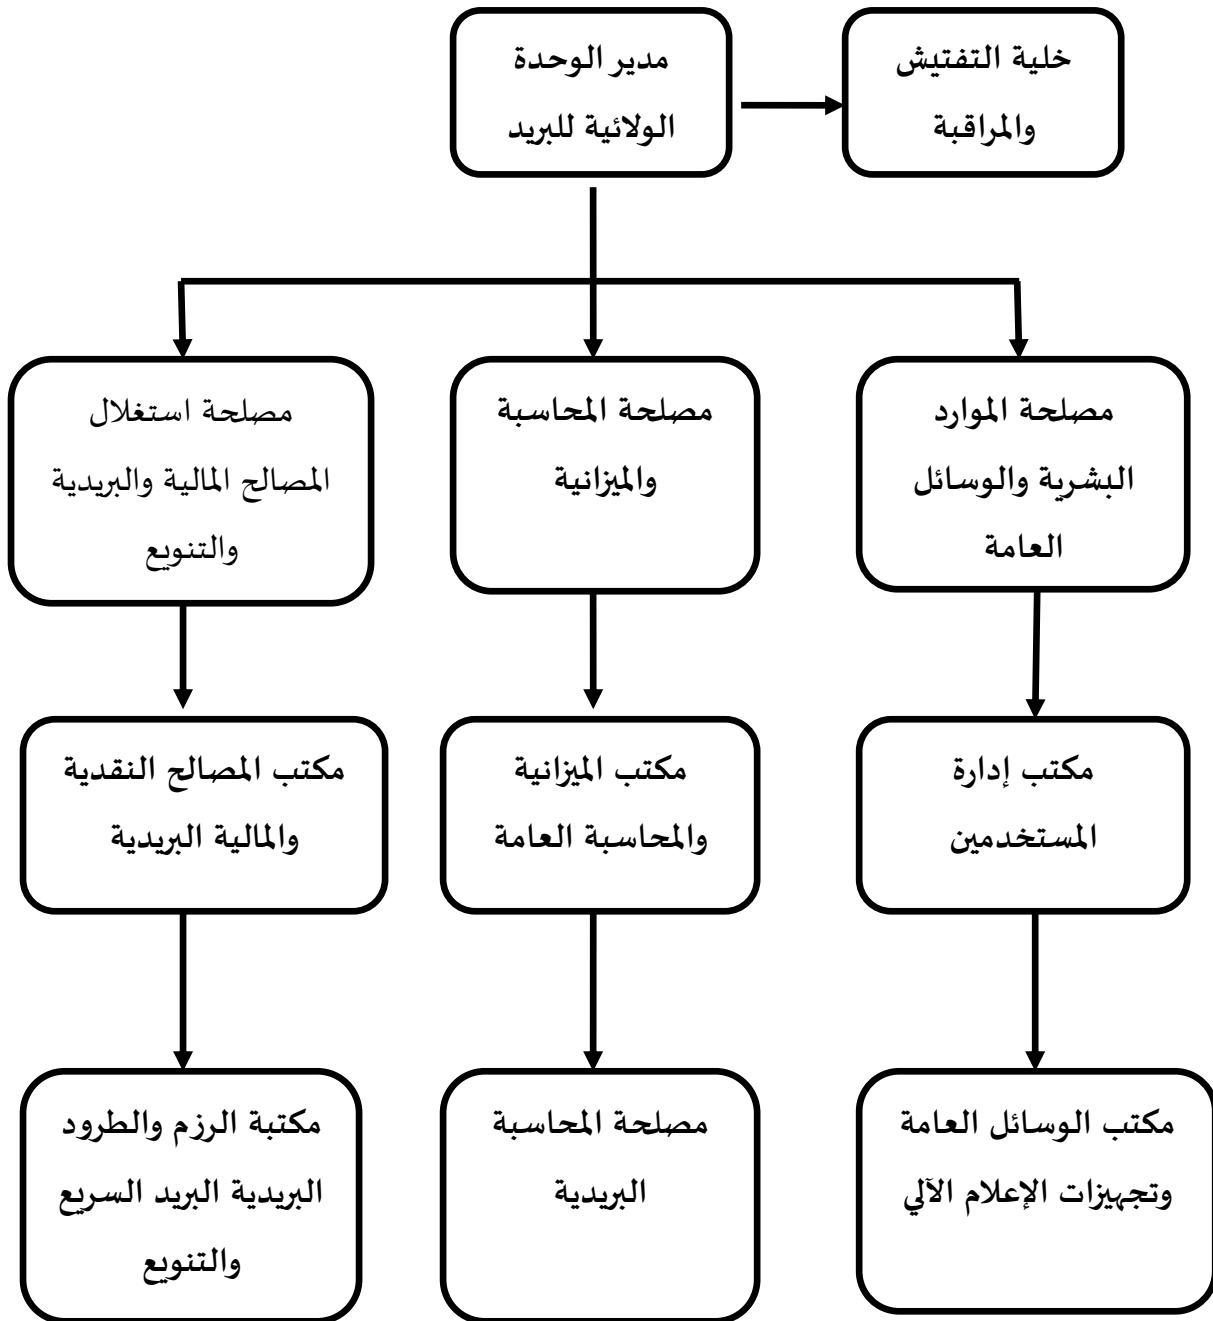 مدير الوحدة
الولائية للبريد
خلية التفتيش
والمراقبة
مصلحة الموارد
البشرية والوسائل
العامة
مصلحة المحاسبة
والميزانية
مصلحة استغلال
المصالح المالية والبريدية
والتنويع
مكتب إدارة
المستخدمين
مكتب الميزانية
والمحاسبة العامة
مكتب المصالح النقدية
والمالية البريدية
مكتب الوسائل العامة
وتجهيزات الإعلام الآلي
مصلحة المحاسبة
البريدية
مكتبة الرزم والطرود
البريدية البريد السريع
والتنويع